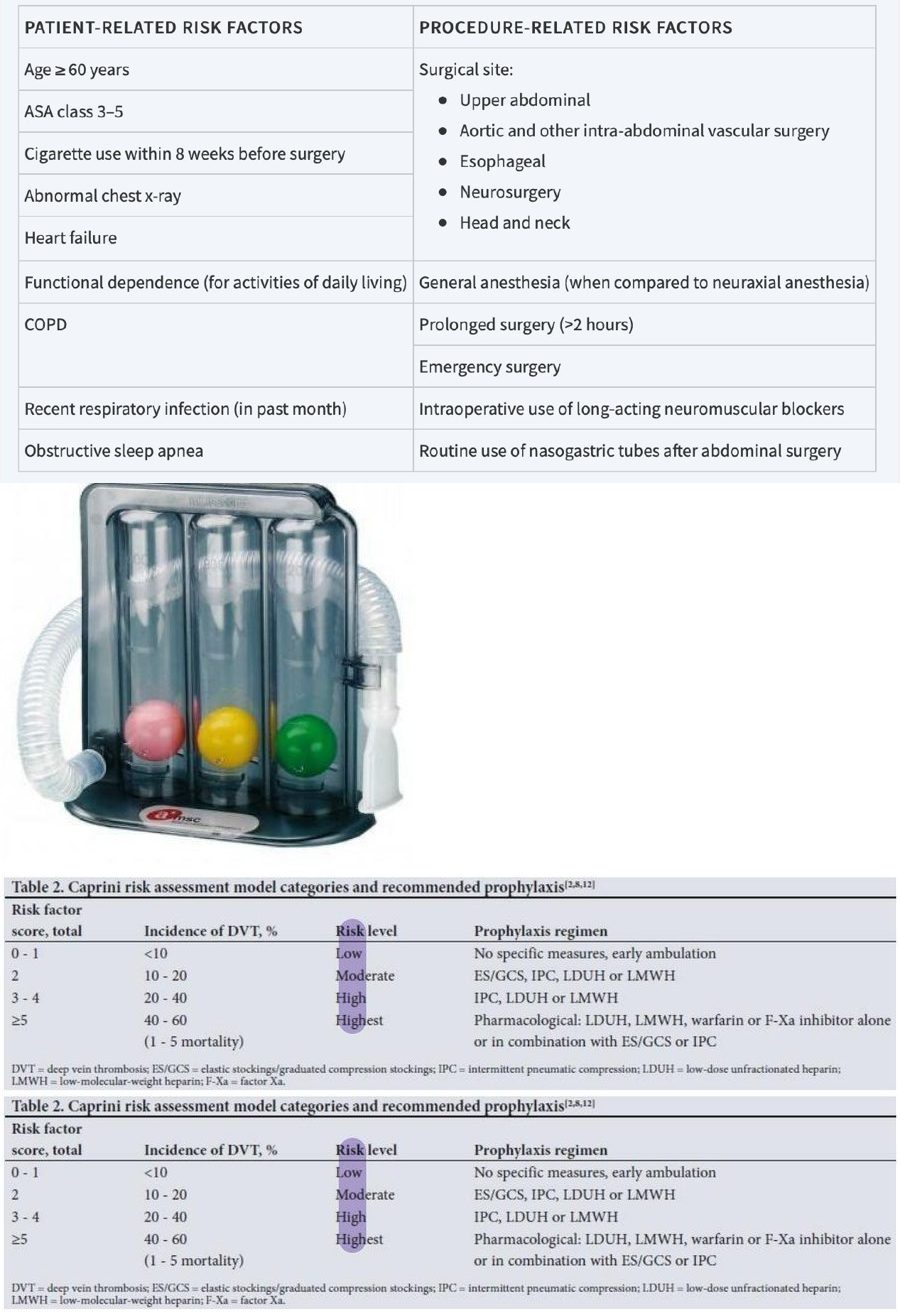 PATIENT-RELATED RISK FACTORS
PROCEDURE-RELATED RISK FACTORS
Age ≥ 60 years
Surgical site:
ASA class 3–5
• Upper abdominal
• Aortic and other intra-abdominal vascular surgery
Cigarette use within 8 weeks before surgery
• Esophageal
Abnormal chest x-ray
• Neurosurgery
• Head and neck
Heart failure
Functional dependence (for activities of daily living)
General anesthesia (when compared to neuraxial anesthesia)
COPD
Prolonged surgery (>2 hours)
Emergency surgery
Recent respiratory infection (in past month)
Intraoperative use of long-acting neuromuscular blockers
Obstructive sleep apnea
Routine use of nasogastric tubes after abdominal surgery
Table 2. Caprini risk assessment model categories and recommended prophylaxis[2,8,12]
Risk factor
score, total Incidence of DVT, % Risk level Prophylaxis regimen
0 - 1 <10 Low No specific measures, early ambulation
2 10 - 20 Moderate ES/GCS, IPC, LDUH or LMWH
3 - 4 20 - 40 High IPC, LDUH or LMWH
≥5 40 - 60 Highest Pharmacological: LDUH, LMWH, warfarin or F-Xa inhibitor alone
(1 - 5 mortality) or in combination with ES/GCS or IPC
DVT = deep vein thrombosis; ES/GCS = elastic stockings/graduated compression stockings; IPC = intermittent pneumatic compression; LDUH = low-dose unfractionated heparin;
LMWH = low-molecular-weight heparin; F-Xa = factor Xa.
Table 2. Caprini risk assessment model categories and recommended prophylaxis[2,8,12]
Risk factor
score, total Incidence of DVT, % Risk level Prophylaxis regimen
0 - 1 <10 Low No specific measures, early ambulation
2 10 - 20 Moderate ES/GCS, IPC, LDUH or LMWH
3 - 4 20 - 40 High IPC, LDUH or LMWH
≥5 40 - 60 Highest Pharmacological: LDUH, LMWH, warfarin or F-Xa inhibitor alone
(1 - 5 mortality) or in combination with ES/GCS or IPC
DVT = deep vein thrombosis; ES/GCS = elastic stockings/graduated compression stockings; IPC = intermittent pneumatic compression; LDUH = low-dose unfractionated heparin;
LMWH = low-molecular-weight heparin; F-Xa = factor Xa.